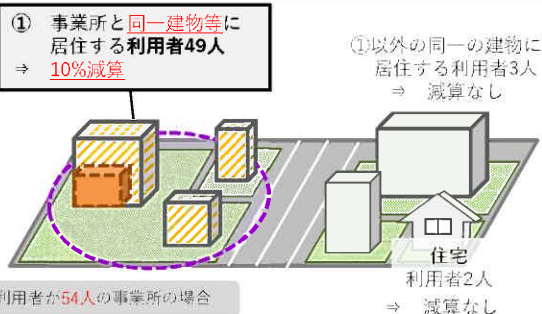 ① 事業所と同一建物等に
居住する利用者49人
⇒ 10%減算
①以外の同一の建物に
居住する利用者3人
⇒ 減算なし
住宅
利用者2人
⇒ 減算なし
利用者が54人の事業所の場合